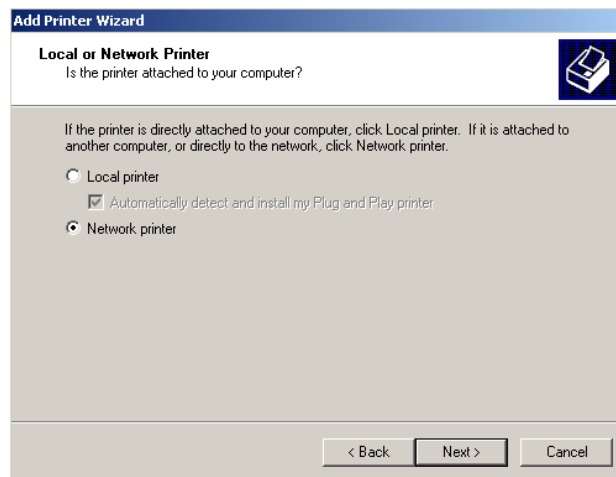 Add Printer Wizard
Local or Network Printer
Is the printer attached to your computer?
If the printer is directly attached to your computer, click Local printer. If it is attached to
another computer, or directly to the network, click Network printer.
Local printer
Automatically detect and install my Plug and Play printer
Network printer
< Back Next > Cancel